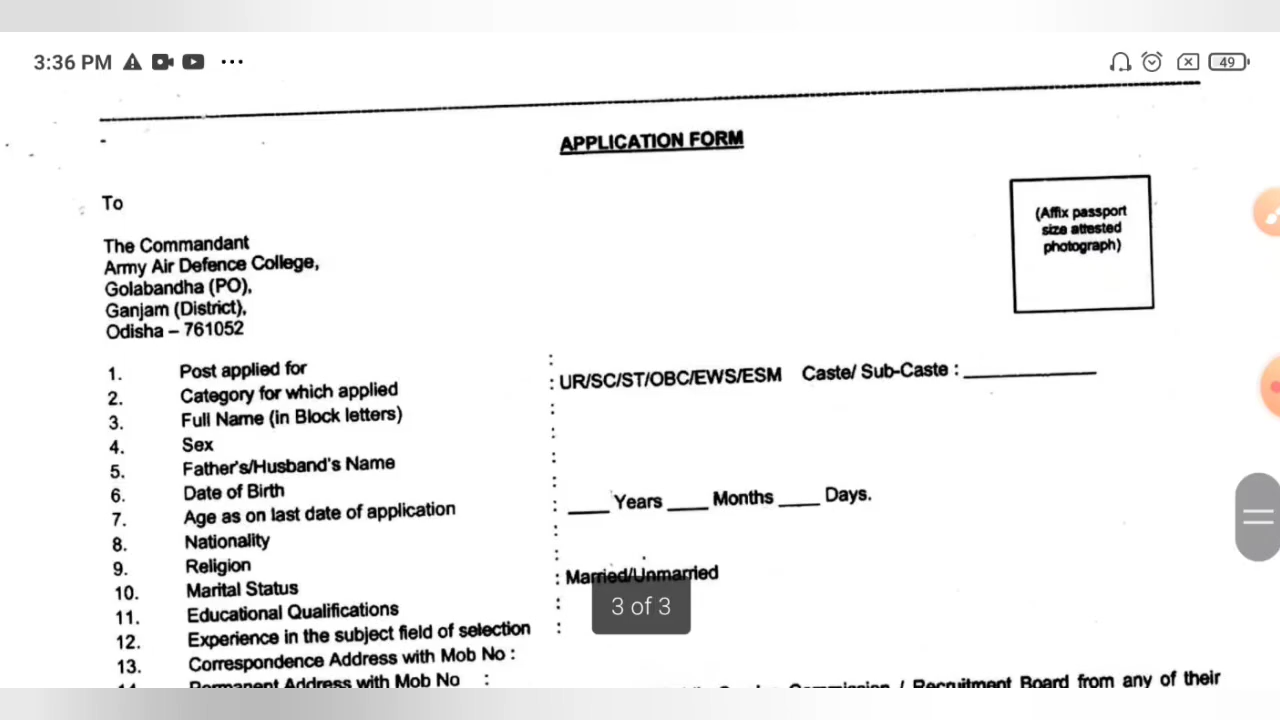 3:36 PM
49
APPLICATION FORM
To
(Affix passport
size attested
photograph)
The Commandant
Army Air Defence College,
Golabandha (PO),
Ganjam (District),
Odisha – 761052
1. Post applied for :
2. Category for which applied : UR/SC/ST/OBC/EWS/ESM Caste/ Sub-Caste : ___________
3. Full Name (in Block letters) :
4. Sex :
5. Father's/Husband's Name :
6. Date of Birth :
7. Age as on last date of application : ____ Years ____ Months ____ Days.
8. Nationality :
9. Religion :
10. Marital Status : Married/Unmarried
11. Educational Qualifications :
12. Experience in the subject field of selection :
13. Correspondence Address with Mob No :
14. Permanent Address with Mob No :
Commission / Recruitment Board from any of their
3 of 3